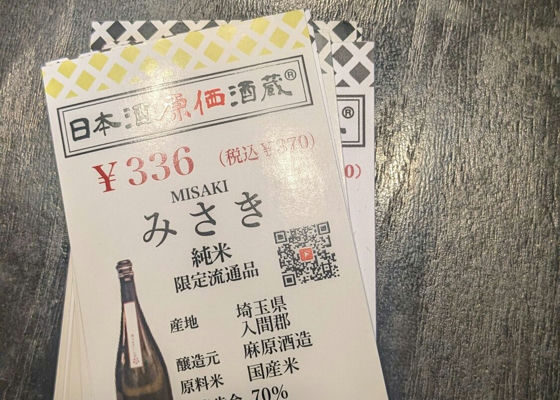 日本酒原価酒蔵®
¥336 (税込¥370)
MISAKI
みさき
純米
限定流通品
産地 埼玉県
入間郡
醸造元 麻原酒造
原料米 国産米
70%
®
0)